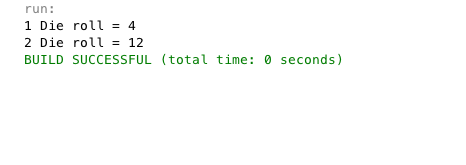 run:
1 Die roll = 4
2 Die roll = 12
BUILD SUCCESSFUL (total time: 0 seconds)